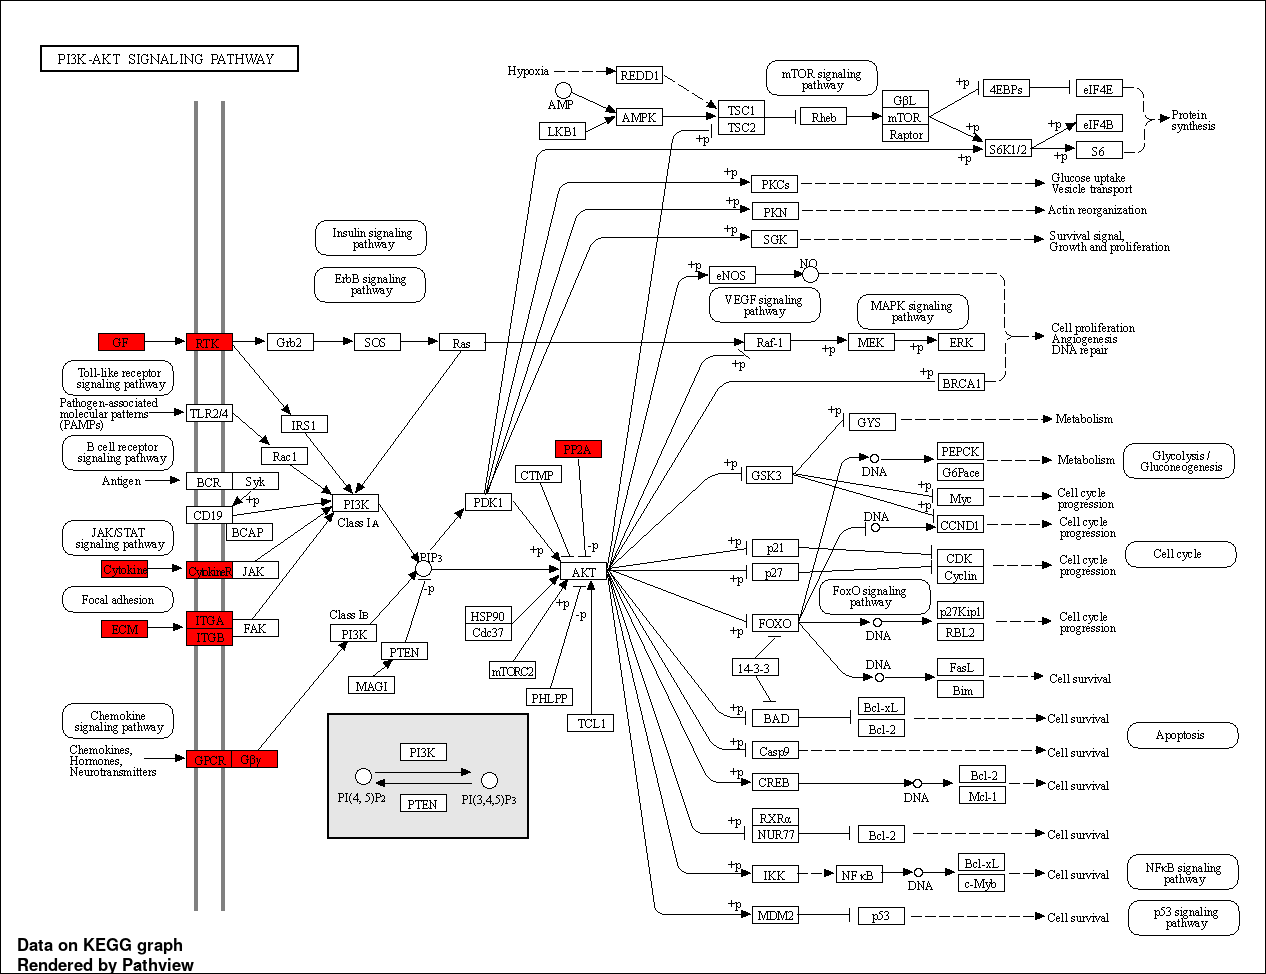 PI3K-AKT SIGNALING PATHWAY
Hypoxia
REDD1
mTOR signaling
pathway
AMP
LKB1
AMPK
TSC1
TSC2
+p
Rheb
GβL
mTOR
Raptor
+p
4EBPs
eIF4E
+p
S6K1/2
+p
+p
eIF4B
+p
S6
Protein
synthesis
+p
PKCs
Glucose uptake
Vesicle transport
+p
PKN
Actin reorganization
+p
SGK
Survival signal,
Growth and proliferation
Insulin signaling
pathway
ErbB signaling
pathway
+p
eNOS
NO
VEGF signaling
pathway
MAPK signaling
pathway
GF
RTK
Grb2
SOS
Ras
Raf-1
+p
+p
MEK
+p
ERK
Cell proliferation
Angiogenesis
DNA repair
+p
BRCA1
Toll-like receptor
signaling pathway
Pathogen-associated
molecular patterns
(PAMPs)
TLR2/4
IRS1
Rac1
B cell receptor
signaling pathway
Antigen
BCR
Syk
+p
CD19
BCAP
PI3K
Class IA
PDK1
CTMP
PP2A
+p
-p
+p
GYS
Metabolism
+p
GSK3
DNA
PEPCK
G6Pace
Metabolism
Glycolysis /
Gluconeogenesis
+p
Myc
Cell cycle
progression
+p
DNA
CCND1
Cell cycle
progression
JAK/STAT
signaling pathway
Cytokine
CytokineR
JAK
PIP3
-p
AKT
+p
p21
+p
p27
CDK
Cyclin
Cell cycle
progression
Cell cycle
Focal adhesion
ECM
ITGA
ITGB
FAK
Class IB
PI3K
PTEN
MAGI
HSP90
Cdc37
+p
-p
mTORC2
PHLPP
TCL1
FOXO
+p
FoxO signaling
pathway
DNA
p27Kip1
RBL2
Cell cycle
progression
14-3-3
DNA
FasL
Bim
Cell survival
Chemokine
signaling pathway
Chemokines,
Hormones,
Neurotransmitters
GPCR
Gβγ
+p
BAD
Bcl-xL
Bcl-2
Cell survival
+p
Casp9
Cell survival
Apoptosis
PI3K
PI(4, 5)P2
PI(3,4,5)P3
PTEN
+p
CREB
DNA
Bcl-2
Mcl-1
Cell survival
+p
RXRα
NUR77
Bcl-2
Cell survival
+p
IKK
NFκB
DNA
Bcl-xL
c-Myb
Cell survival
NFκB signaling
pathway
+p
MDM2
p53
Cell survival
p53 signaling
pathway
Data on KEGG graph
Rendered by Pathview